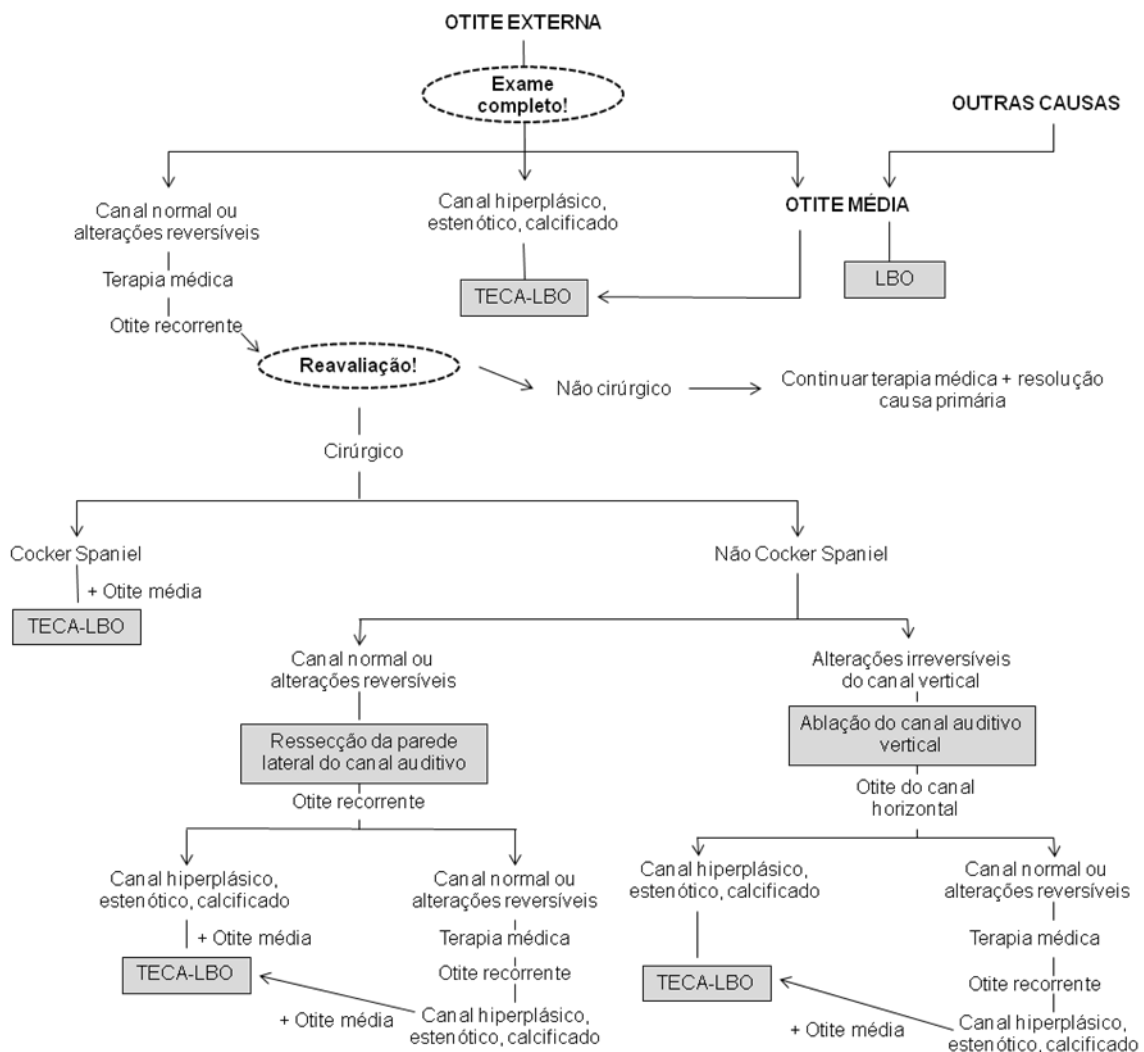 OTITE EXTERNA
Exame
completo!
OUTRAS CAUSAS
Canal normal ou
alterações reversíveis
Canal hiperplásico,
estenótico, calcificado
OTITE MÉDIA
Terapia médica
TECA-LBO
LBO
Otite recorrente
Reavaliação!
Não cirúrgico
Continuar terapia médica + resolução
causa primária
Cirúrgico
Cocker Spaniel
Não Cocker Spaniel
+ Otite média
TECA-LBO
Canal normal ou
alterações reversíveis
Alterações irreversíveis
do canal vertical
Ressecção da parede
lateral do canal auditivo
Ablação do canal auditivo
vertical
Otite recorrente
Otite do canal
horizontal
Canal hiperplásico,
estenótico, calcificado
Canal normal ou
alterações reversíveis
Canal hiperplásico,
estenótico, calcificado
Canal normal ou
alterações reversíveis
+ Otite média
Terapia médica
Terapia médica
TECA-LBO
Otite recorrente
TECA-LBO
Otite recorrente
+ Otite média
Canal hiperplásico,
estenótico, calcificado
+ Otite média
Canal hiperplásico,
estenótico, calcificado